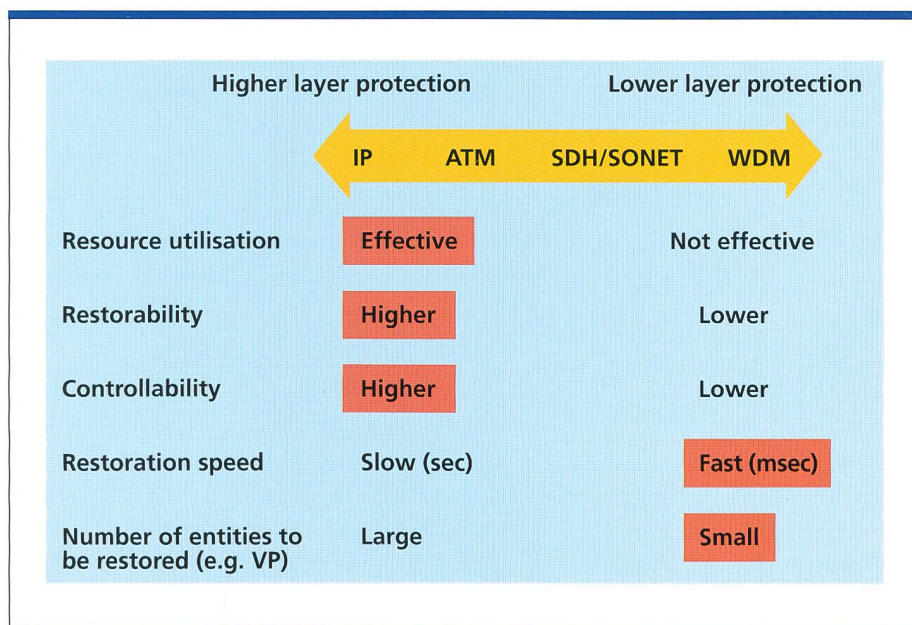 Higher layer protection Lower layer protection
IP ATM SDH/SONET WDM
Resource utilisation Effective Not effective
Restorability Higher Lower
Controllability Higher Lower
Restoration speed Slow (sec) Fast (msec)
Number of entities to Large Small
be restored (e.g. VP)